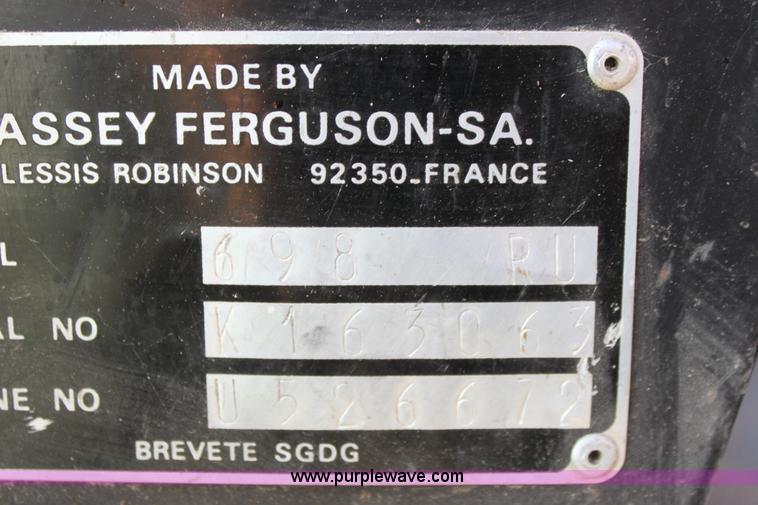 MADE BY
ASSEY FERGUSON-SA.
LESSIS ROBINSON 92350-FRANCE
L 698 RU
AL NO K163063
NE NO U526672
BREVETE SGDG
www.purplewave.com